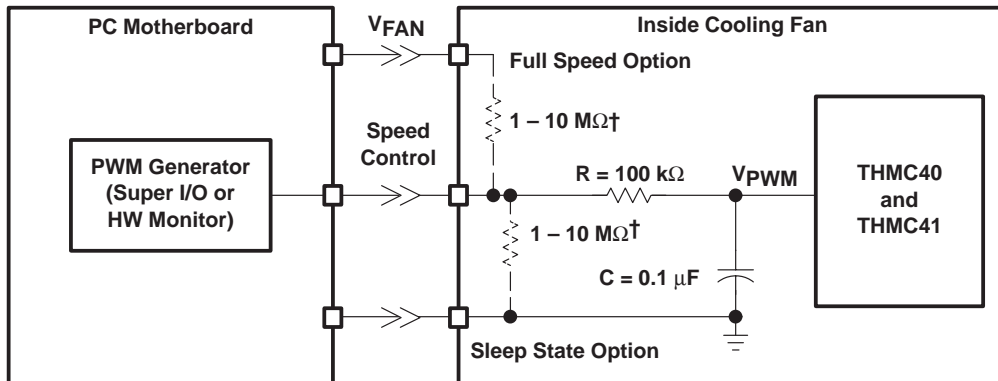 PC Motherboard
VFAN
Inside Cooling Fan
Full Speed Option
1 – 10 MΩ†
Speed
Control
PWM Generator
(Super I/O or
HW Monitor)
R = 100 kΩ
VPWM
THMC40
and
THMC41
1 – 10 MΩ†
C = 0.1 µF
Sleep State Option